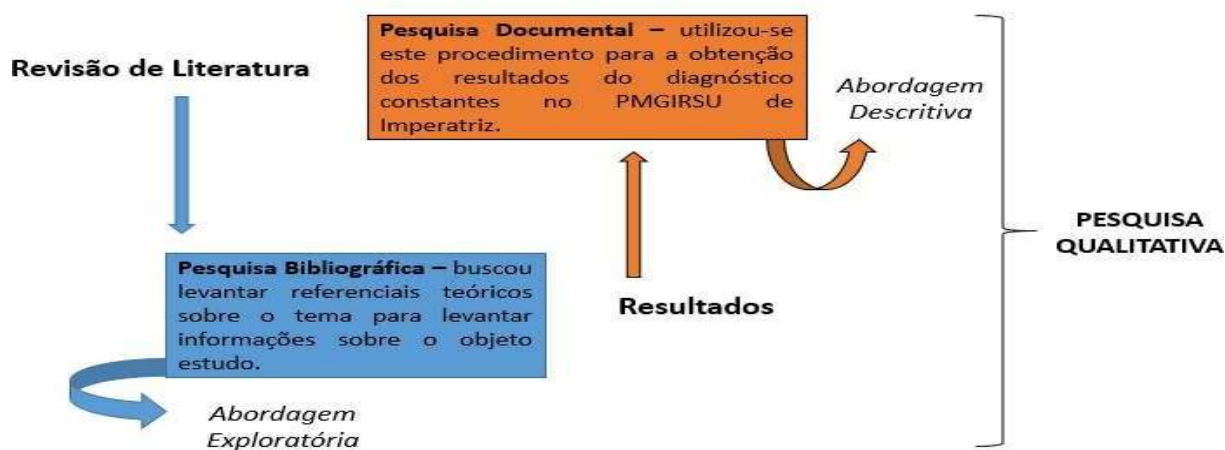 Revisão de Literatura
Pesquisa Documental – utilizou-se
este procedimento para a obtenção
dos resultados do diagnóstico
constantes no PMGIRSU de
Imperatriz.
Abordagem
Descritiva
PESQUISA
QUALITATIVA
Pesquisa Bibliográfica – buscou
levantar referenciais teóricos
sobre o tema para levantar
informações sobre o objeto
estudo.
Resultados
Abordagem
Exploratória